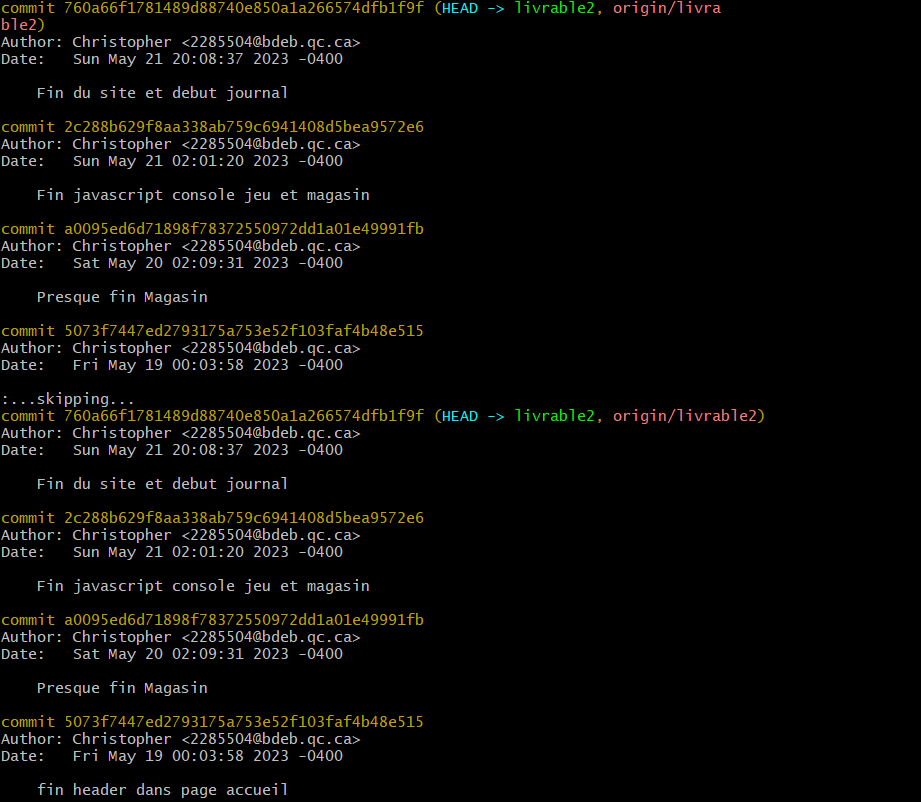 commit 760a66f1781489d88740e850a1a266574dfb1f9f (HEAD -> livrable2, origin/livra
ble2)
Author: Christopher <2285504@bdeb.qc.ca>
Date:   Sun May 21 20:08:37 2023 -0400
    Fin du site et debut journal
commit 2c288b629f8aa338ab759c6941408d5bea9572e6
Author: Christopher <2285504@bdeb.qc.ca>
Date:   Sun May 21 02:01:20 2023 -0400
    Fin javascript console jeu et magasin
commit a0095ed6d71898f78372550972dd1a01e49991fb
Author: Christopher <2285504@bdeb.qc.ca>
Date:   Sat May 20 02:09:31 2023 -0400
    Presque fin Magasin
commit 5073f7447ed2793175a753e52f103faf4b48e515
Author: Christopher <2285504@bdeb.qc.ca>
Date:   Fri May 19 00:03:58 2023 -0400
:...skipping...
commit 760a66f1781489d88740e850a1a266574dfb1f9f (HEAD -> livrable2, origin/livrable2)
Author: Christopher <2285504@bdeb.qc.ca>
Date:   Sun May 21 20:08:37 2023 -0400
    Fin du site et debut journal
commit 2c288b629f8aa338ab759c6941408d5bea9572e6
Author: Christopher <2285504@bdeb.qc.ca>
Date:   Sun May 21 02:01:20 2023 -0400
    Fin javascript console jeu et magasin
commit a0095ed6d71898f78372550972dd1a01e49991fb
Author: Christopher <2285504@bdeb.qc.ca>
Date:   Sat May 20 02:09:31 2023 -0400
    Presque fin Magasin
commit 5073f7447ed2793175a753e52f103faf4b48e515
Author: Christopher <2285504@bdeb.qc.ca>
Date:   Fri May 19 00:03:58 2023 -0400
    fin header dans page accueil